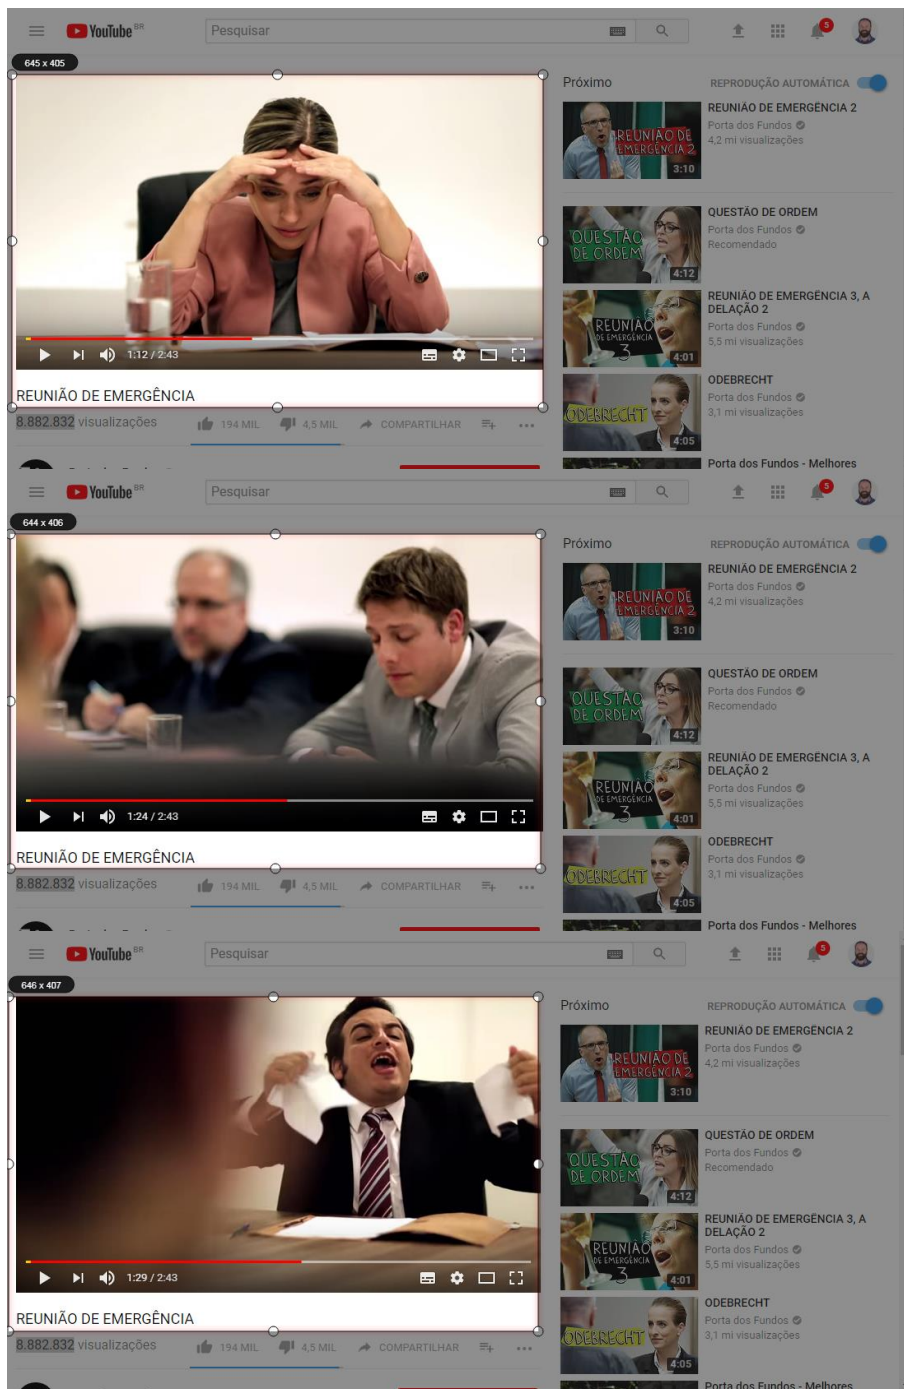 YouTube BR
Pesquisar
5
645 x 405
1:12 / 2:43
REUNIÃO DE EMERGÊNCIA
8.882.832 visualizações
194 MIL
4,5 MIL
COMPARTILHAR
Próximo
REPRODUÇÃO AUTOMÁTICA
REUNIÃO DE EMERGÊNCIA 2
3:10
REUNIÃO DE EMERGÊNCIA 2
Porta dos Fundos
4,2 mi visualizações
QUESTÃO DE ORDEM
4:12
QUESTÃO DE ORDEM
Porta dos Fundos
Recomendado
REUNIÃO DE EMERGÊNCIA 3
4:01
REUNIÃO DE EMERGÊNCIA 3, A
DELAÇÃO 2
Porta dos Fundos
5,5 mi visualizações
ODEBRECHT
4:05
ODEBRECHT
Porta dos Fundos
3,1 mi visualizações
Porta dos Fundos - Melhores
YouTube BR
Pesquisar
5
644 x 406
1:24 / 2:43
REUNIÃO DE EMERGÊNCIA
8.882.832 visualizações
194 MIL
4,5 MIL
COMPARTILHAR
Próximo
REPRODUÇÃO AUTOMÁTICA
REUNIÃO DE EMERGÊNCIA 2
3:10
REUNIÃO DE EMERGÊNCIA 2
Porta dos Fundos
4,2 mi visualizações
QUESTÃO DE ORDEM
4:12
QUESTÃO DE ORDEM
Porta dos Fundos
Recomendado
REUNIÃO DE EMERGÊNCIA 3
4:01
REUNIÃO DE EMERGÊNCIA 3, A
DELAÇÃO 2
Porta dos Fundos
5,5 mi visualizações
ODEBRECHT
4:05
ODEBRECHT
Porta dos Fundos
3,1 mi visualizações
Porta dos Fundos - Melhores
YouTube BR
Pesquisar
5
646 x 407
1:29 / 2:43
REUNIÃO DE EMERGÊNCIA
8.882.832 visualizações
194 MIL
4,5 MIL
COMPARTILHAR
Próximo
REPRODUÇÃO AUTOMÁTICA
REUNIÃO DE EMERGÊNCIA 2
3:10
REUNIÃO DE EMERGÊNCIA 2
Porta dos Fundos
4,2 mi visualizações
QUESTÃO DE ORDEM
4:12
QUESTÃO DE ORDEM
Porta dos Fundos
Recomendado
REUNIÃO DE EMERGÊNCIA 3
4:01
REUNIÃO DE EMERGÊNCIA 3, A
DELAÇÃO 2
Porta dos Fundos
5,5 mi visualizações
ODEBRECHT
4:05
ODEBRECHT
Porta dos Fundos
3,1 mi visualizações
Porta dos Fundos - Melhores